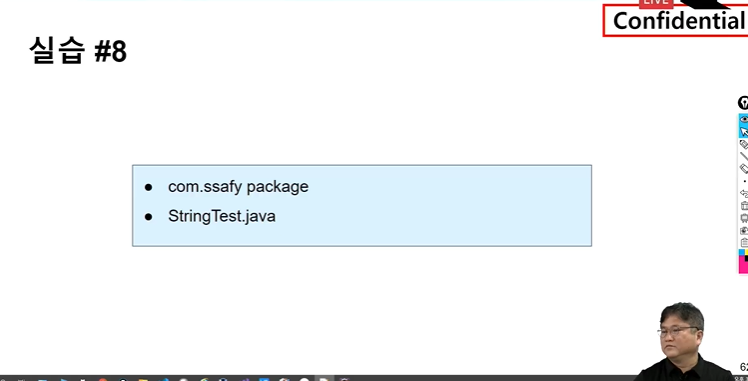 LIVE
Confidential
실습 #8
● com.ssafy package
● StringTest.java